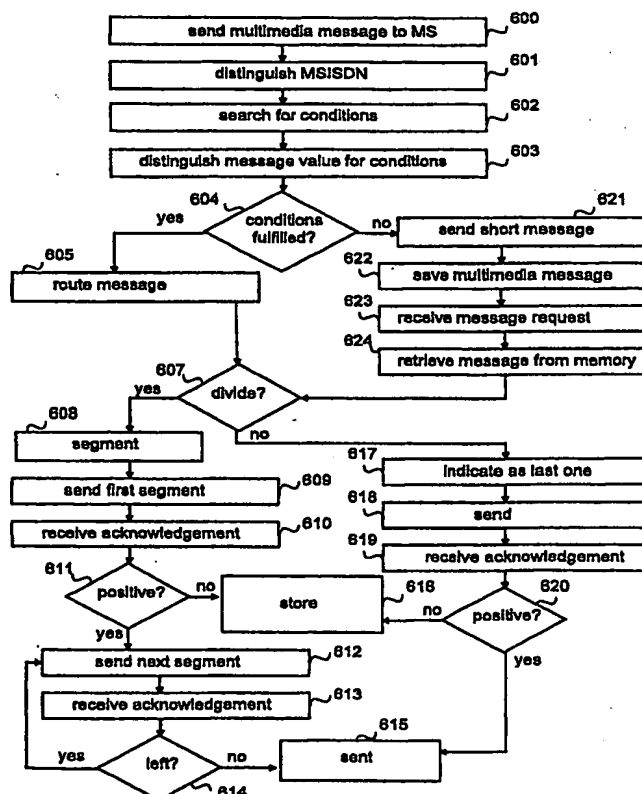 send multimedia message to MS 600
distinguish MSISDN 601
search for conditions 602
distinguish message value for conditions 603
604 conditions fulfilled?
yes
no
send short message 621
605
route message
622
save multimedia message
623
receive message request
624
retrieve message from memory
607
divide?
yes
no
608
segment
send first segment 609
receive acknowledgement 610
611
positive?
no
yes
store 616
617
indicate as last one
618
send
619
receive acknowledgement
620
positive?
no
yes
send next segment 612
receive acknowledgement 613
left?
yes
no
614
615
sent